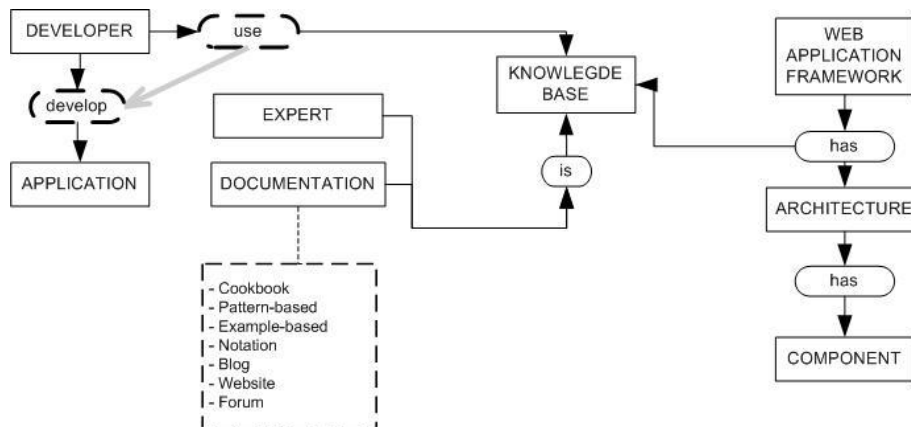 DEVELOPER
use
develop
APPLICATION
EXPERT
DOCUMENTATION
- Cookbook
- Pattern-based
- Example-based
- Notation
- Blog
- Website
- Forum
KNOWLEGDE
BASE
is
WEB
APPLICATION
FRAMEWORK
has
ARCHITECTURE
has
COMPONENT